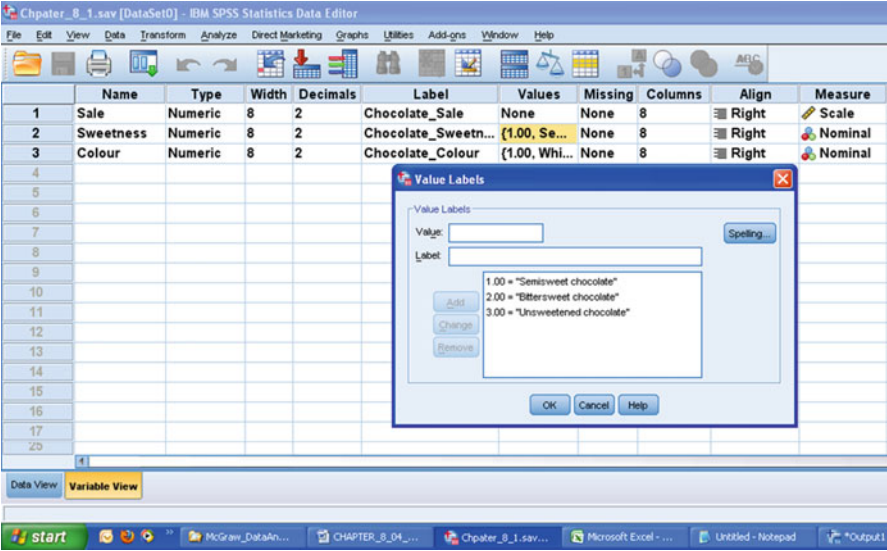 Chpater_8_1.sav [DataSet0] - IBM SPSS Statistics Data Editor
File Edit View Data Transform Analyze Direct Marketing Graphs Utilities Add-ons Window Help
Name Type Width Decimals Label Values Missing Columns Align Measure
1 Sale Numeric 8 2 Chocolate_Sale None None 8 Right Scale
2 Sweetness Numeric 8 2 Chocolate_Sweetn... {1.00, Se... None 8 Right Nominal
3 Colour Numeric 8 2 Chocolate_Colour {1.00, Whi... None 8 Right Nominal
4
5
6
7
8
9
10
11
12
13
14
15
16
17
Value Labels
Value Labels
Value:
Spelling...
Label:
1.00 = "Semisweet chocolate"
2.00 = "Bittersweet chocolate"
3.00 = "Unsweetened chocolate"
Add
Change
Remove
OK Cancel Help
Data View Variable View
start McGraw_DataAn... CHAPTER_8_04_... Chpater_8_1.sav... Microsoft Excel - ... Untitled - Notepad *Output1